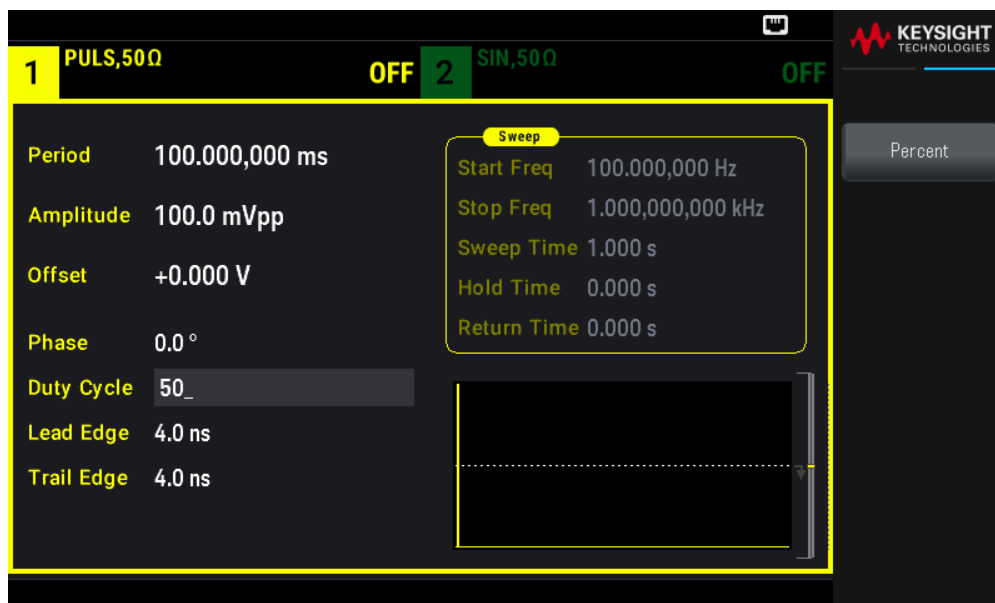 KEYSIGHT
TECHNOLOGIES
1 PULS,50Ω OFF 2 SIN,50Ω OFF
Period 100.000,000 ms
Amplitude 100.0 mVpp
Offset +0.000 V
Phase 0.0 °
Duty Cycle 50_
Lead Edge 4.0 ns
Trail Edge 4.0 ns
Sweep
Start Freq 100.000,000 Hz
Stop Freq 1.000,000,000 kHz
Sweep Time 1.000 s
Hold Time 0.000 s
Return Time 0.000 s
Percent